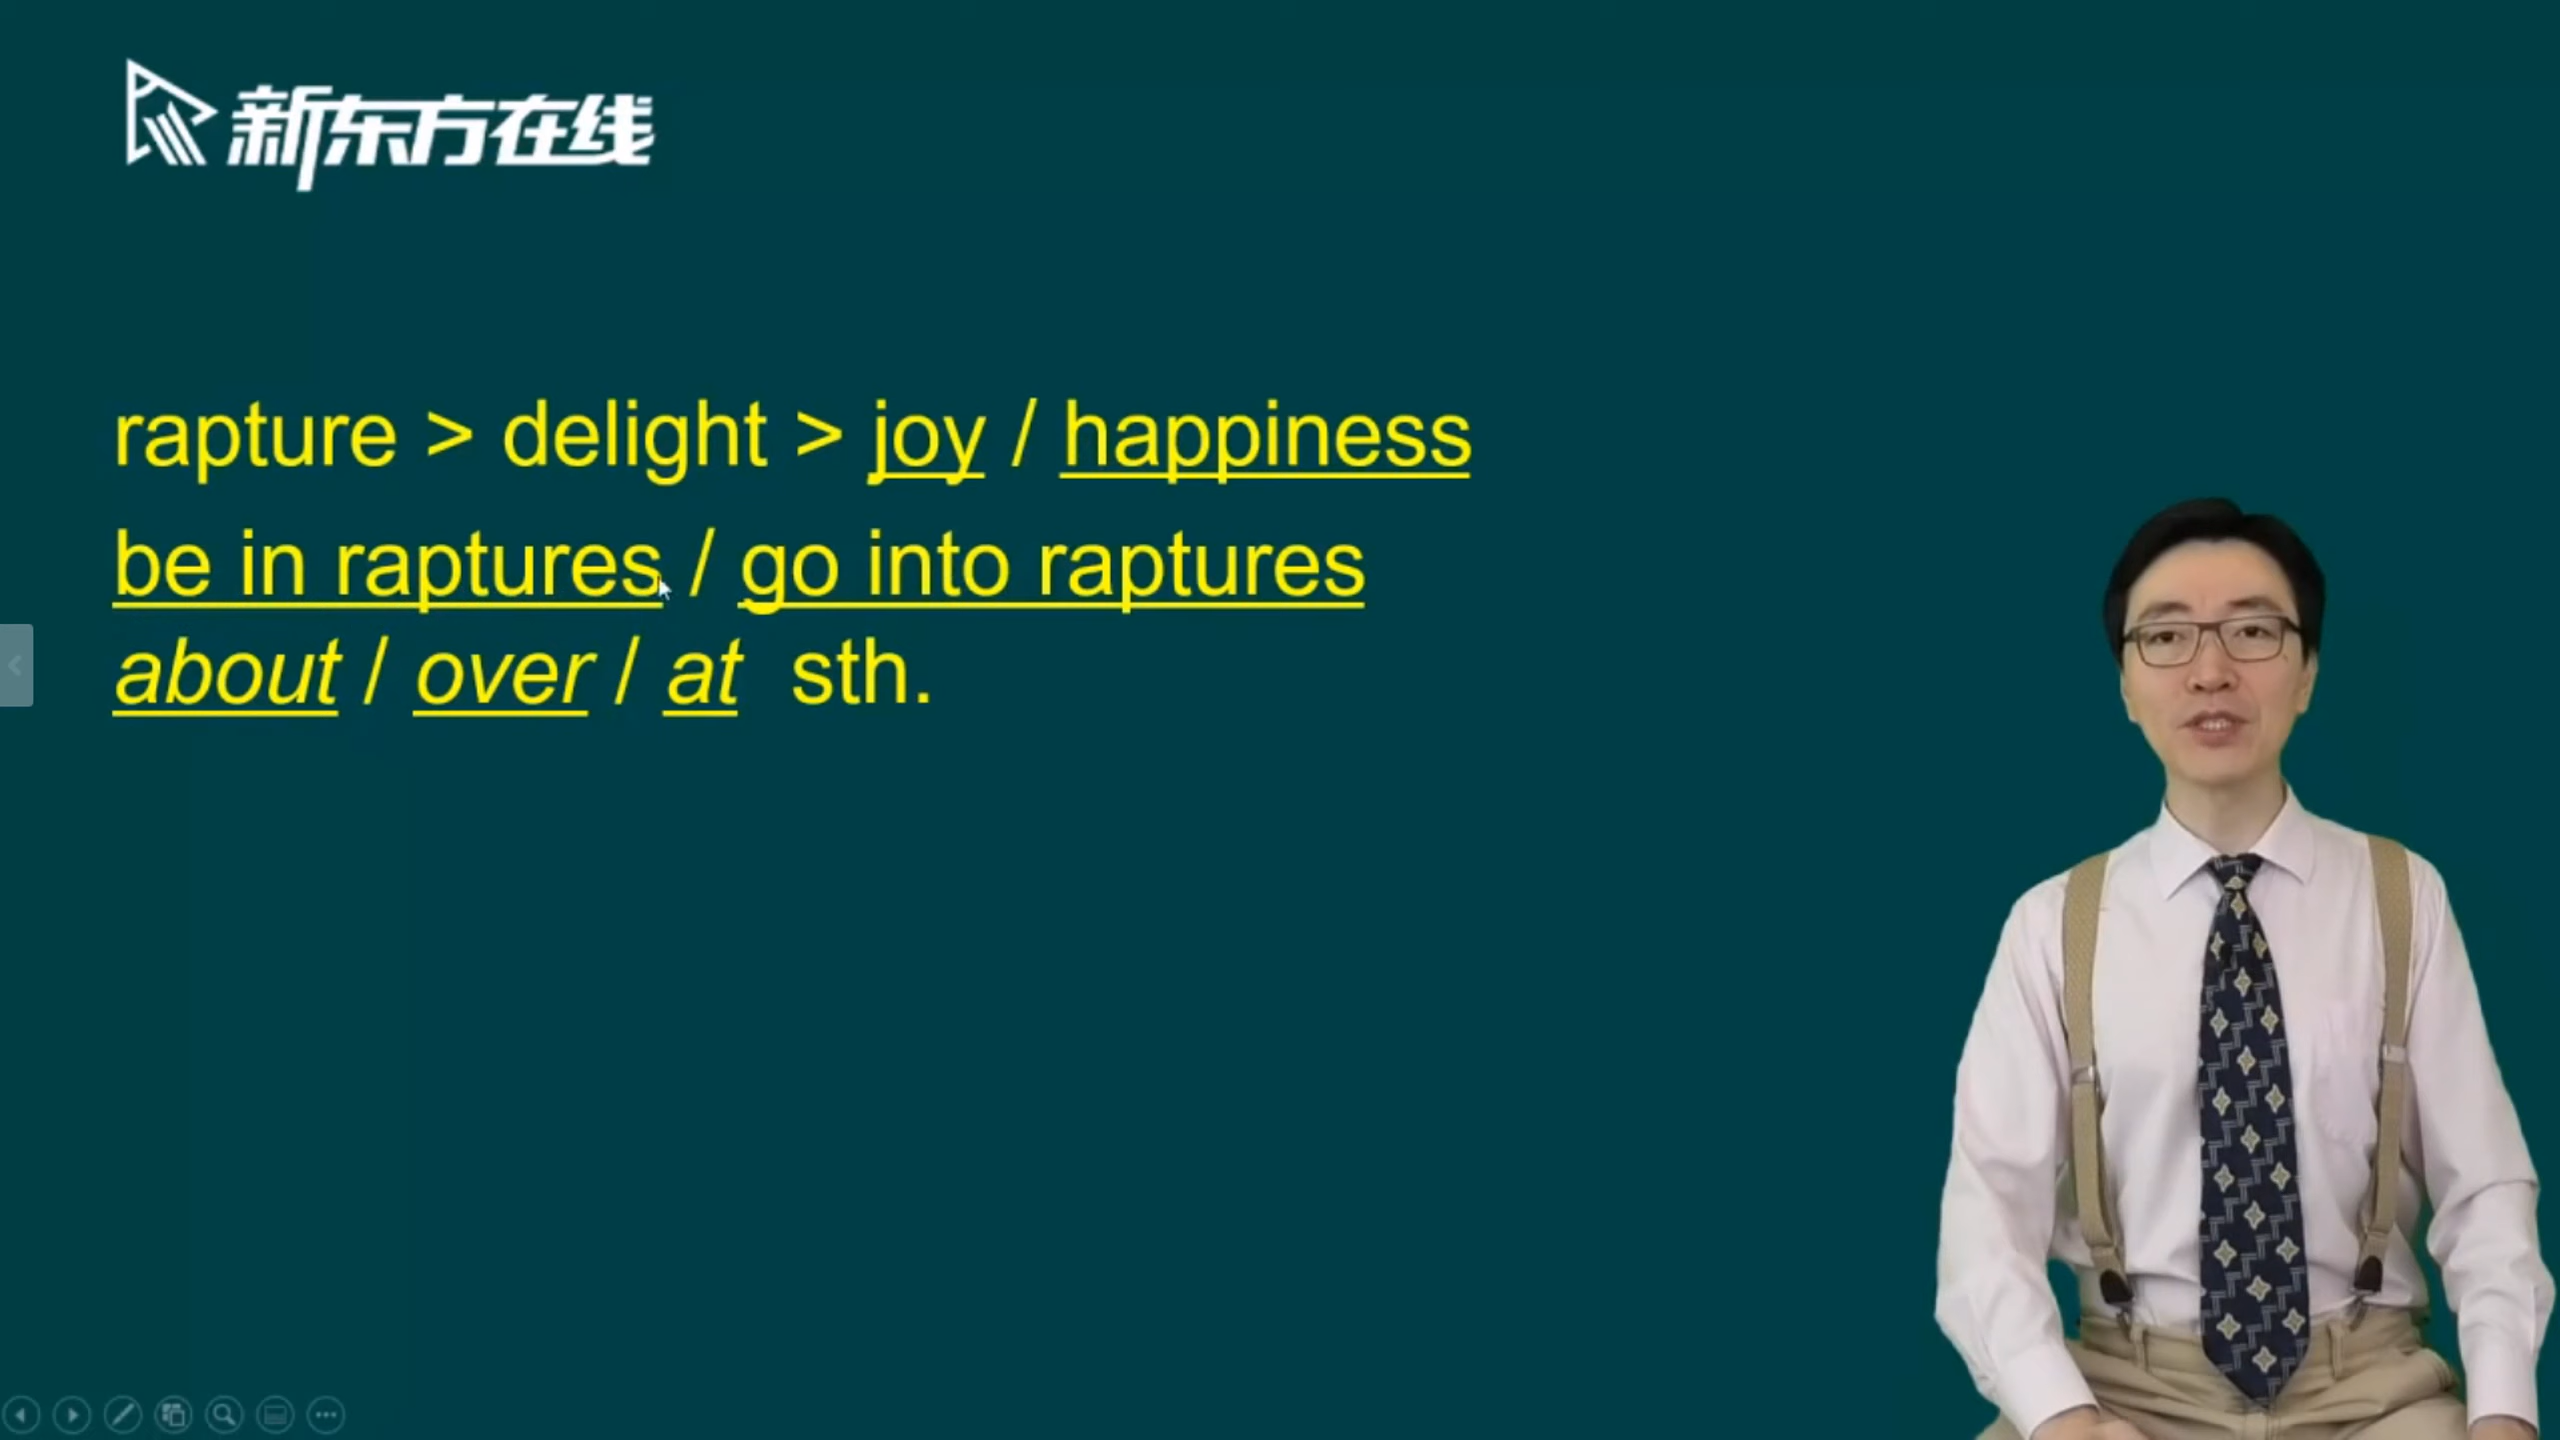 新东方在线
rapture > delight > joy / happiness
be in raptures / go into raptures
about / over / at sth.